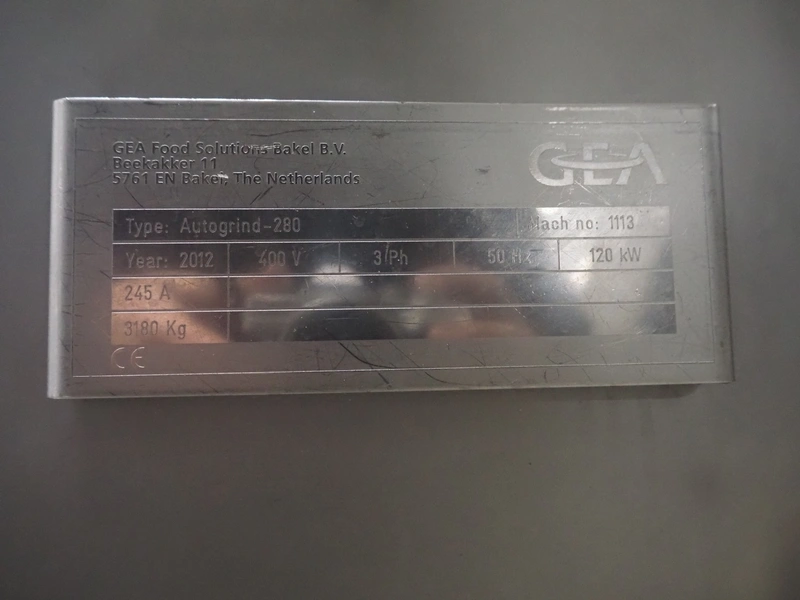 GEA Food Solutions Bakel B.V.
Beekakker 11
5761 EN Bakel, The Netherlands
GEA
Type: Autogrind-280 Mach no: 1113
Year: 2012 400 V 3 Ph 50 Hz 120 kW
245 A
3180 Kg
CE